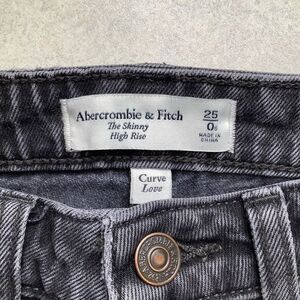 Abercrombie & Fitch
The Skinny
High Rise
25
0s
MADE IN
CHINA
Curve
Love